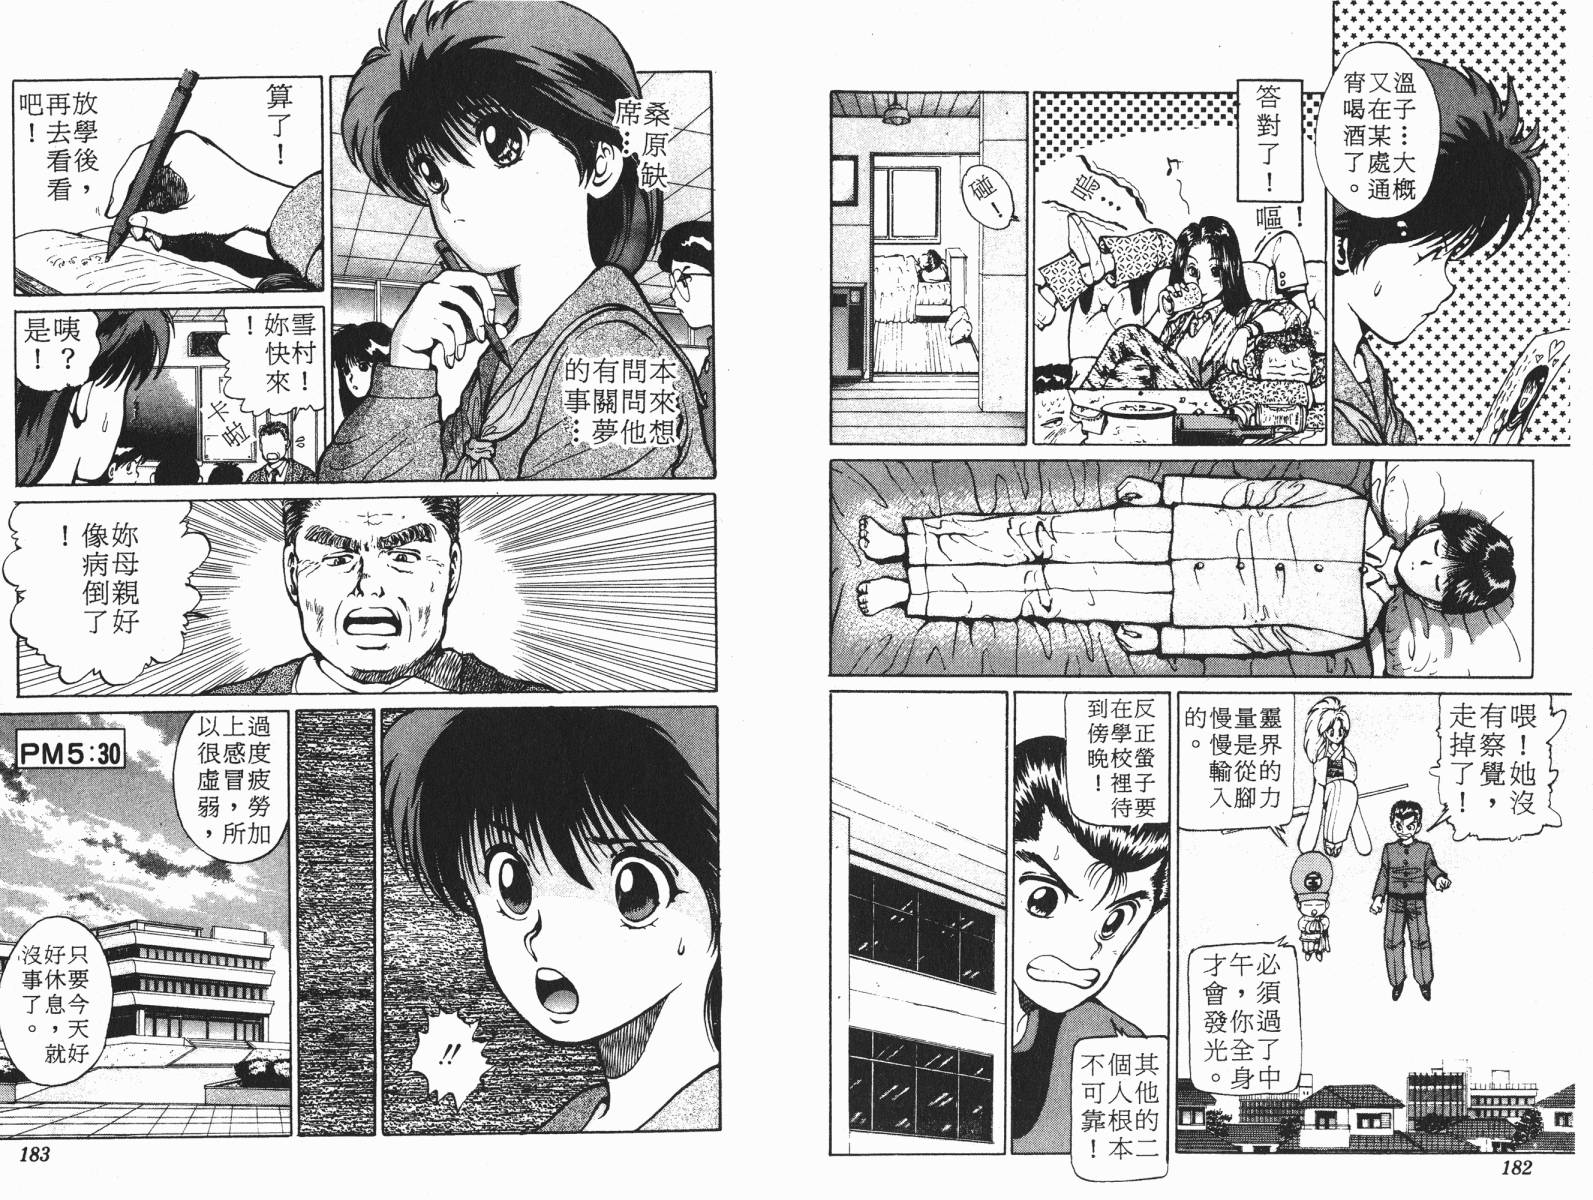 溫子…大概
又在某處通
宵喝酒了。
答對了！
嘔！
嗝…
碰！
喂！她沒
有察覺，
走掉了！
靈界的力
量是從腳
慢慢輸入
的。
必須過了中
午，你全身
才會發光。
反正螢子要
在學校裡待
到傍晚！
其他的二
個人根本
不可靠！
182
桑原缺
席…
本來想
問問他
有關夢
的事…
算了！
放學後，
再去看看
吧！
雪村！
妳快來
！
卡
啦
咦？
是！
妳母親好
像病倒了
！
!!
過度疲勞加
上感冒，所
以很虛弱，
PM5:30
只要今天好
好休息，就
沒事了。
183